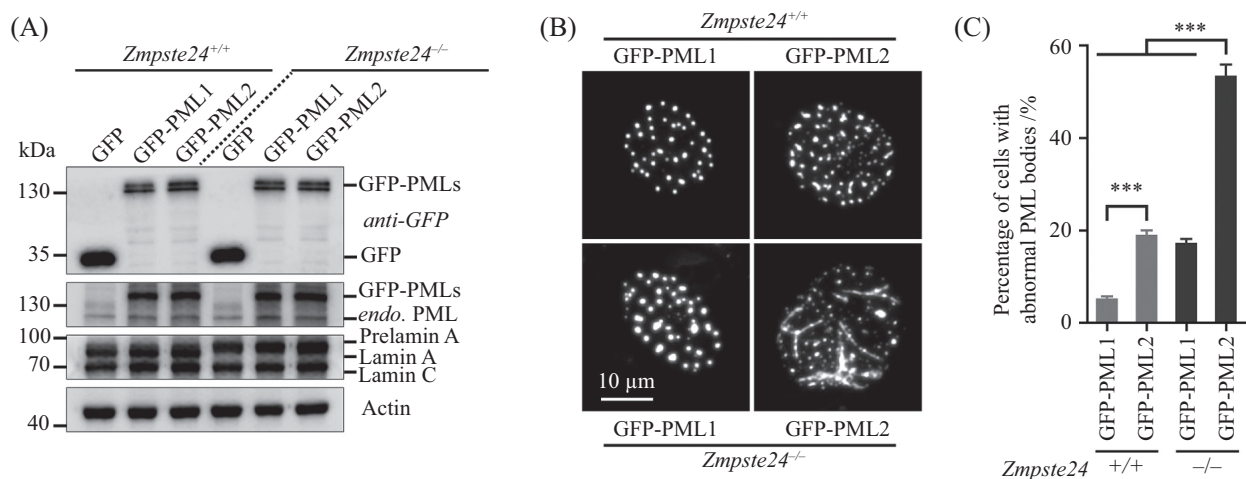 (A)
Zmpste24+/+
Zmpste24–/–
kDa
GFP
GFP-PML1
GFP-PML2
GFP
GFP-PML1
GFP-PML2
130
GFP-PMLs
anti-GFP
35
GFP
GFP-PMLs
130
endo. PML
100
Prelamin A
Lamin A
70
Lamin C
Actin
40
(B)
Zmpste24+/+
GFP-PML1 GFP-PML2
10 µm
GFP-PML1 GFP-PML2
Zmpste24–/–
(C)
Percentage of cells with
abnormal PML bodies /%
60
40
20
0
***
***
GFP-PML1
GFP-PML2
GFP-PML1
GFP-PML2
Zmpste24 +/+ –/–